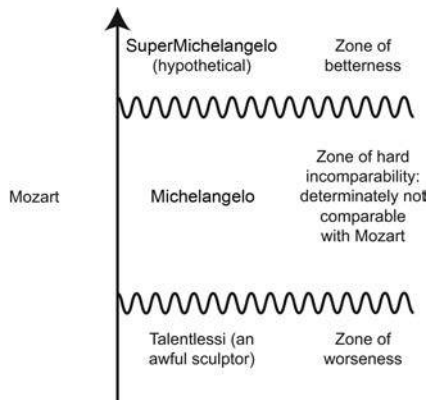 SuperMichelangelo
(hypothetical)
Zone of
betterness
Mozart
Michelangelo
Zone of hard
incomparability:
determinately not
comparable
with Mozart
Talentlessi (an
awful sculptor)
Zone of
worseness